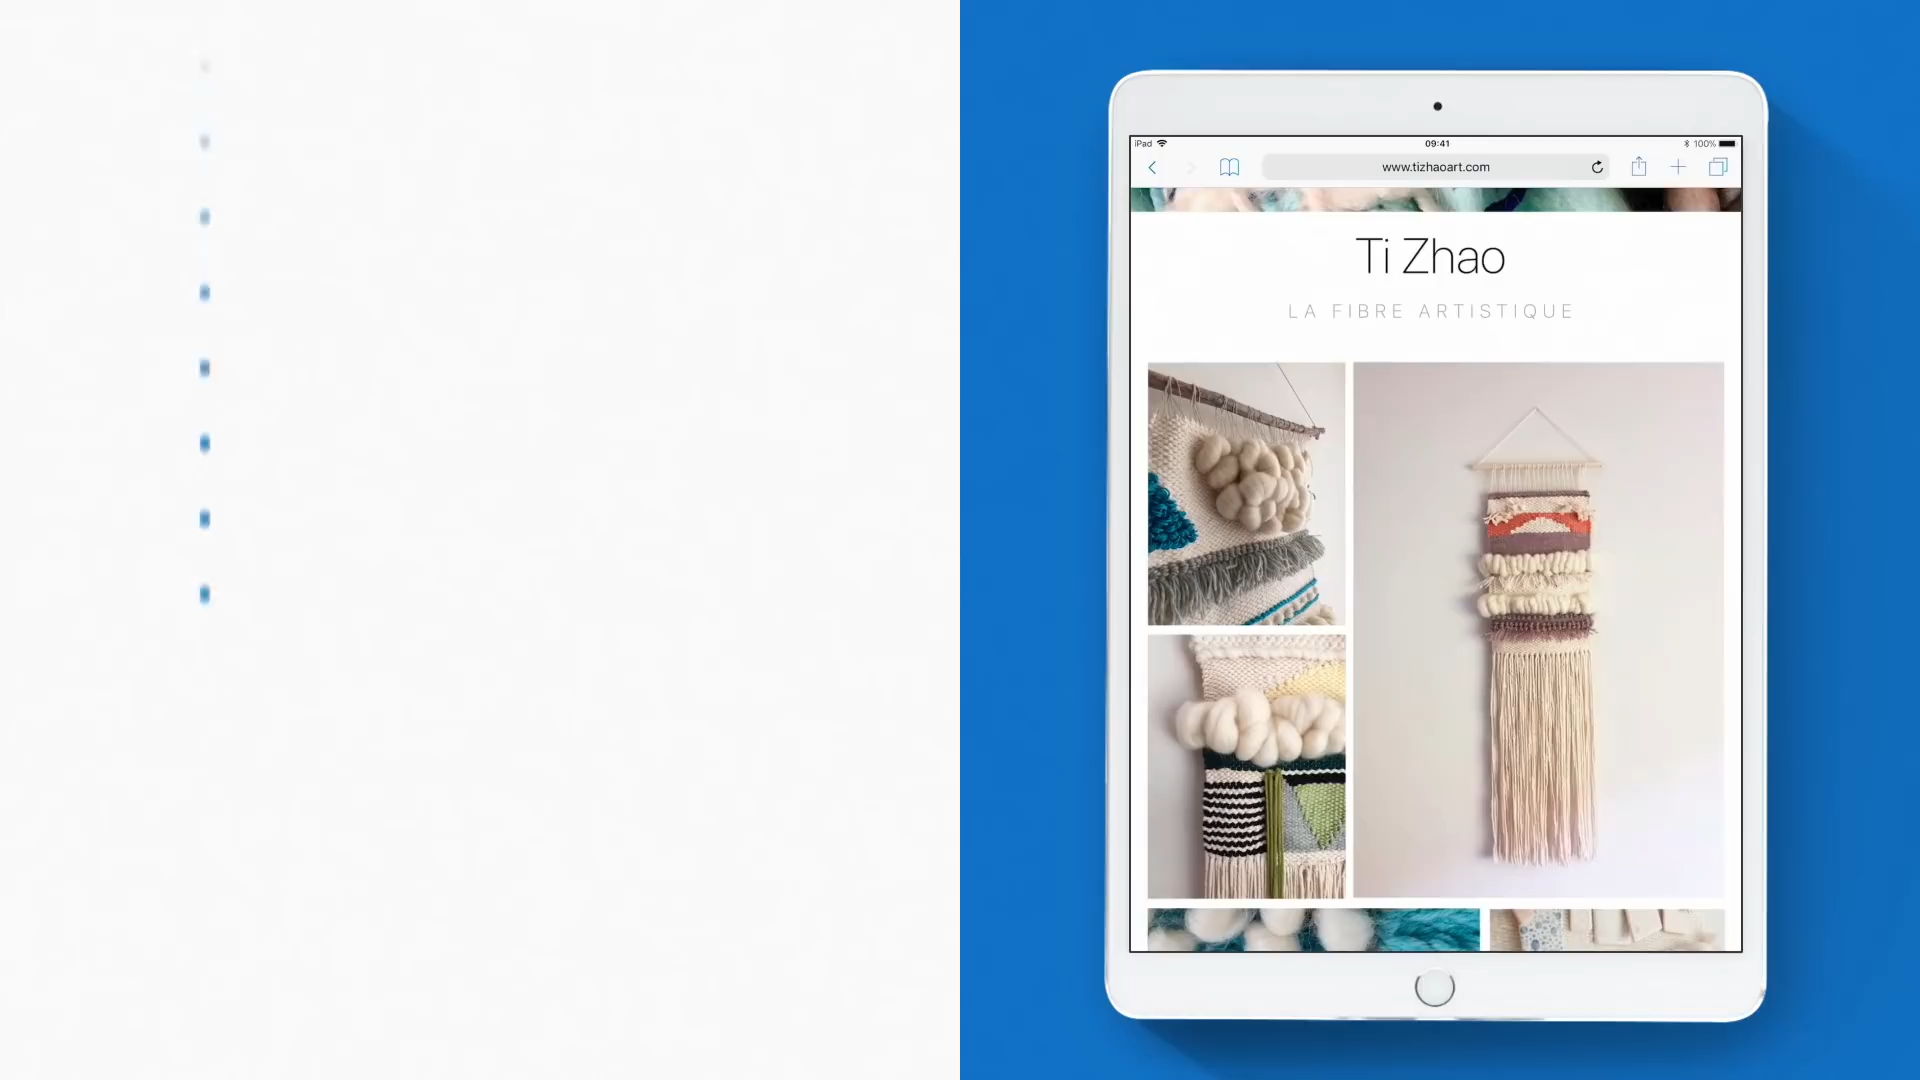 iPad
09:41
100%
www.tizhaoart.com
Ti Zhao
LA FIBRE ARTISTIQUE